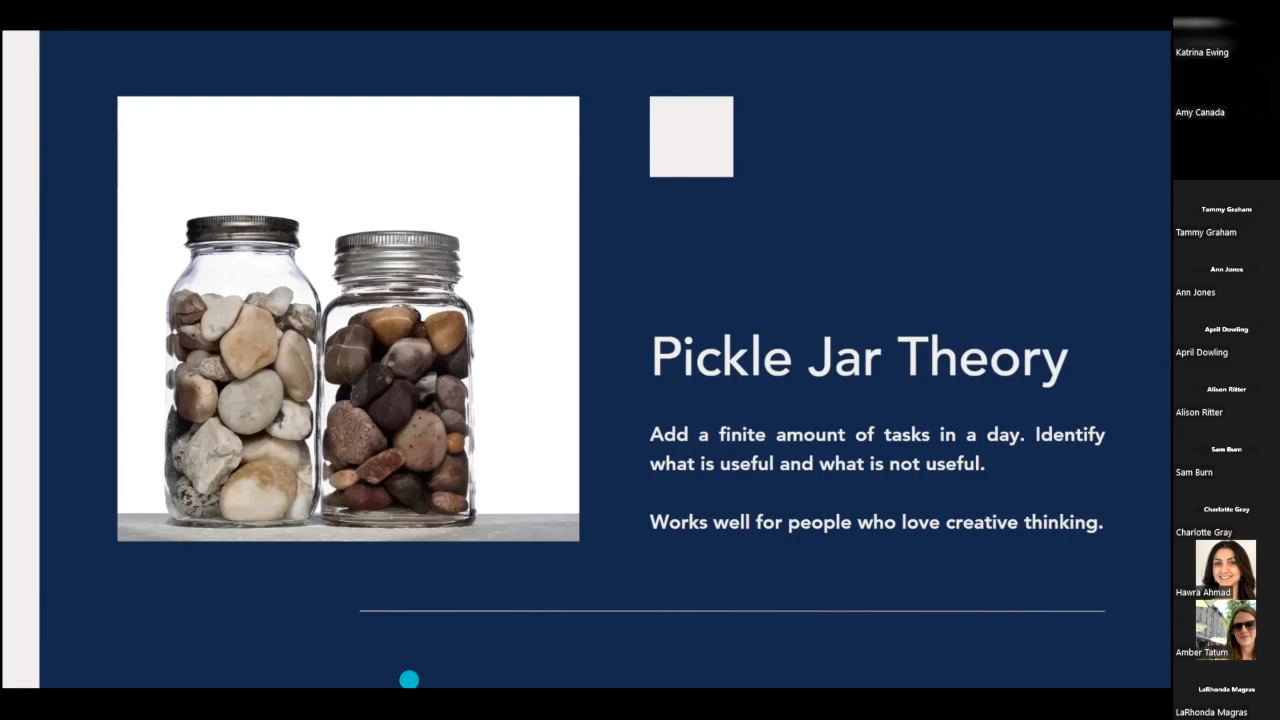 Pickle Jar Theory
Add a finite amount of tasks in a day. Identify
what is useful and what is not useful.
Works well for people who love creative thinking.
Katrina Ewing
Amy Canada
Tammy Graham
Tammy Graham
Ann Jones
Ann Jones
April Dowling
April Dowling
Alison Ritter
Alison Ritter
Sam Burn
Sam Burn
Charlotte Gray
Charlotte Gray
Hawra Ahmad
Amber Tatum
LaRhonda Magras
LaRhonda Magras